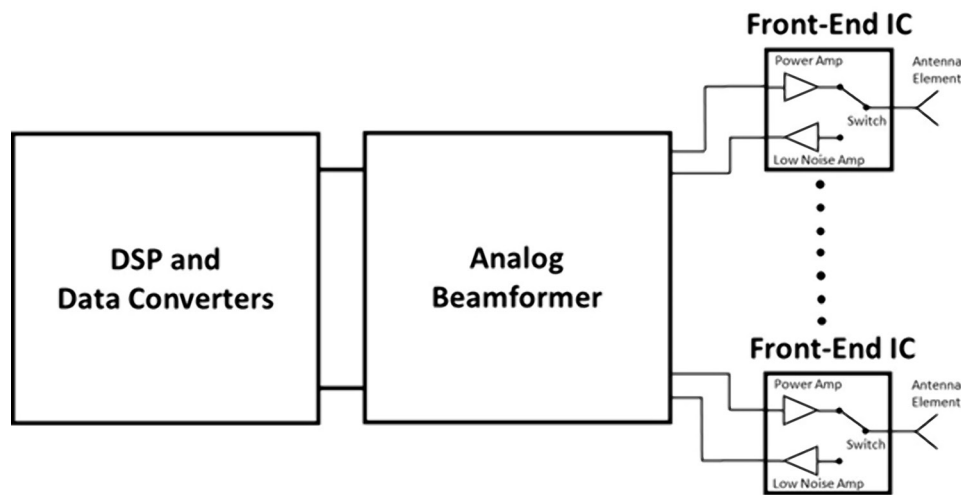 Front-End IC
Power Amp
Antenna
Element
Switch
Low Noise Amp
DSP and
Data Converters
Analog
Beamformer
Front-End IC
Power Amp
Antenna
Element
Switch
Low Noise Amp